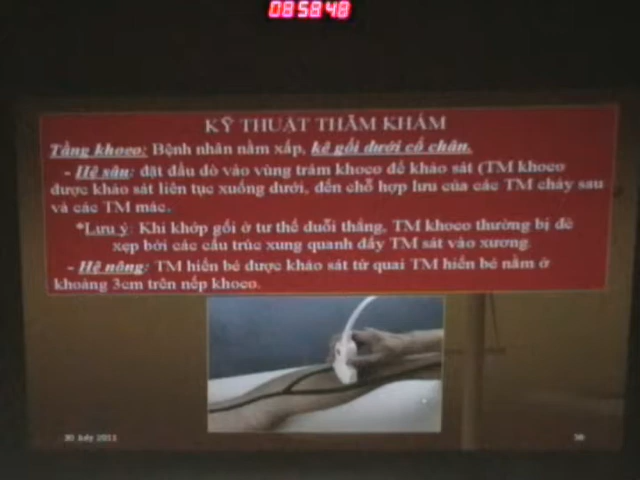 08:58:48
KỸ THUẬT THĂM KHÁM
Tầng khoeo: Bệnh nhân nằm xấp, kê gối dưới cổ chân.
- Hệ sâu: đặt đầu dò vào vùng trám khoeo để khảo sát (TM khoeo
được khảo sát liên tục xuống dưới, đến chỗ hợp lưu của các TM chày sau
và các TM mác.
*Lưu ý: Khi khớp gối ở tư thế duỗi thẳng, TM khoeo thường bị đè
xẹp bởi các cấu trúc xung quanh đẩy TM sát vào xương.
- Hệ nông: TM hiển bé được khảo sát từ quai TM hiển bé nằm ở
khoảng 3cm trên nếp khoeo.
30 July 2011